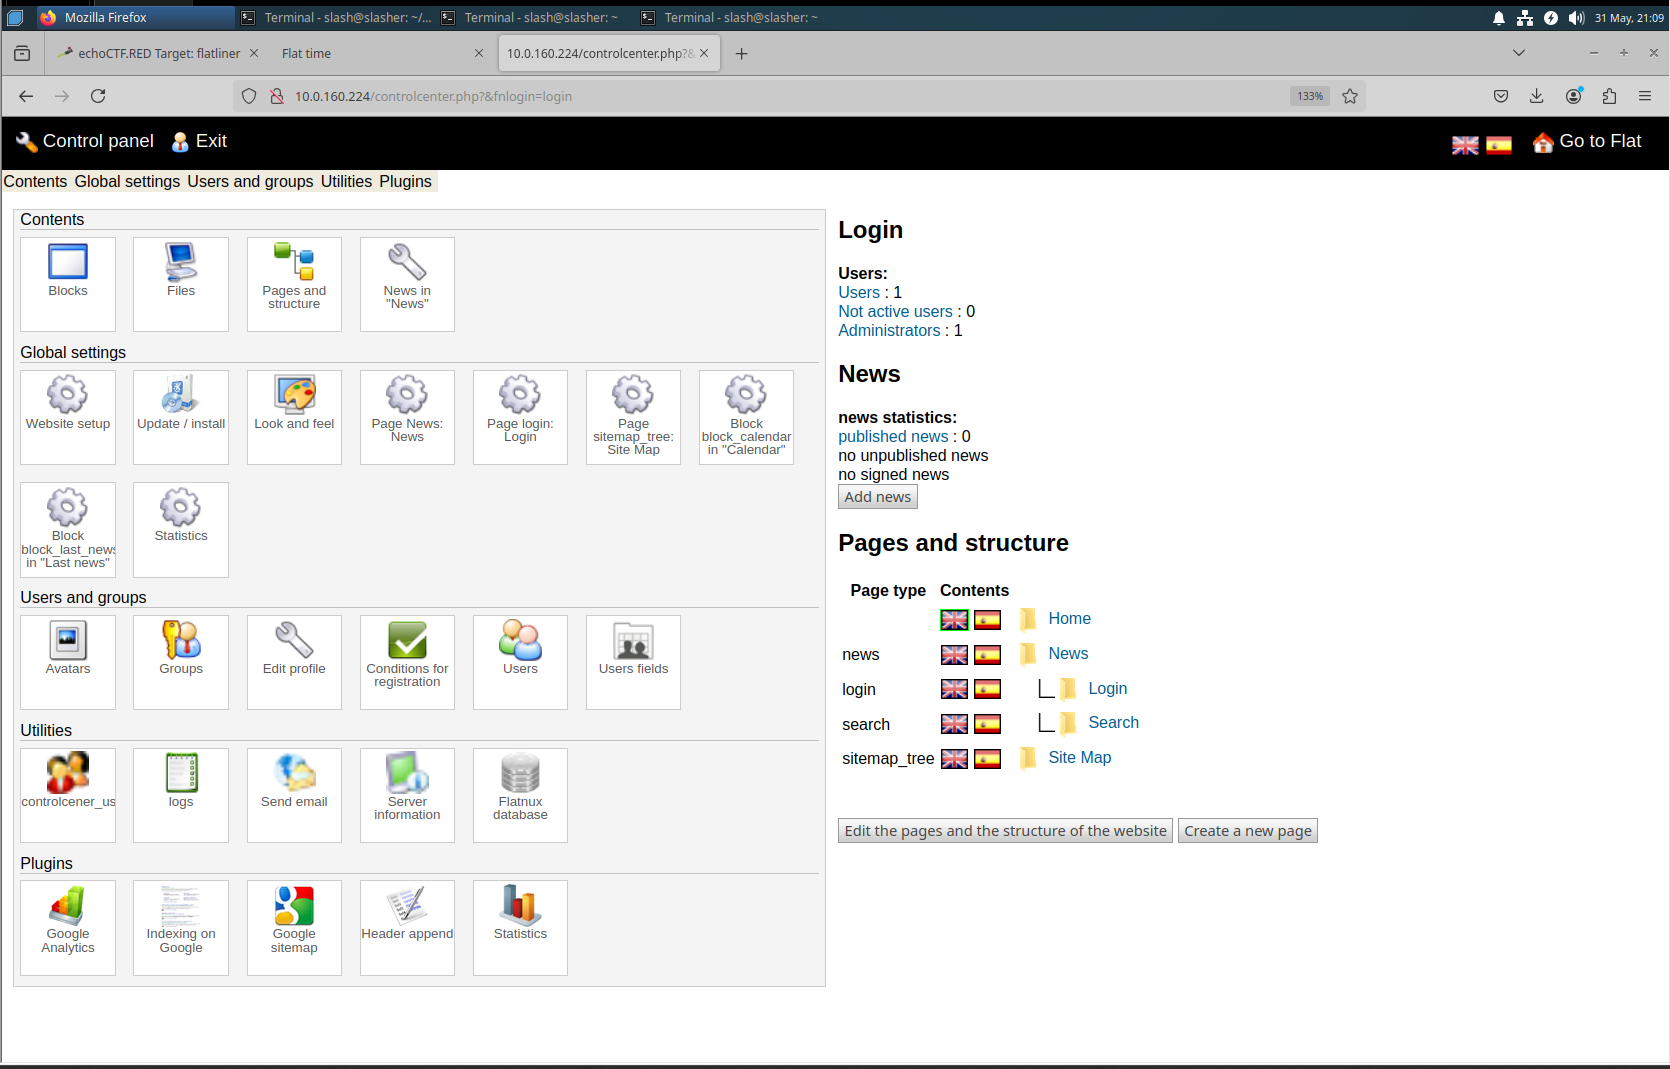 Mozilla Firefox
Terminal - slash@slasher: ~/...
Terminal - slash@slasher: ~
Terminal - slash@slasher: ~
31 May, 21:09
echoCTF.RED Target: flatliner
Flat time
10.0.160.224/controlcenter.php?&
10.0.160.224/controlcenter.php?&fnlogin=login
133%
Control panel
Exit
Go to Flat
Contents Global settings Users and groups Utilities Plugins
Contents
Blocks
Files
Pages and
structure
News in
"News"
Global settings
Website setup
Update / install
Look and feel
Page News:
News
Page login:
Login
Page
sitemap_tree:
Site Map
Block
block_calendar
in "Calendar"
Block
block_last_news
in "Last news"
Statistics
Users and groups
Avatars
Groups
Edit profile
Conditions for
registration
Users
Users fields
Utilities
controlcener_us
logs
Send email
Server
information
Flatnux
database
Plugins
Google
Analytics
Indexing on
Google
Google
sitemap
Header append
Statistics
Login
Users:
Users : 1
Not active users : 0
Administrators : 1
News
news statistics:
published news : 0
no unpublished news
no signed news
Add news
Pages and structure
Page type Contents
Home
news News
login Login
search Search
sitemap_tree Site Map
Edit the pages and the structure of the website
Create a new page